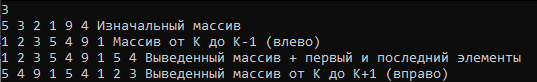 3
5 3 2 1 9 4 Изначальный массив
1 2 3 5 4 9 1 Массив от К до К-1 (влево)
1 2 3 5 4 9 1 5 4 Выведенный массив + первый и последний элементы
5 4 9 1 5 4 1 2 3 Выведенный массив от К до К+1 (вправо)